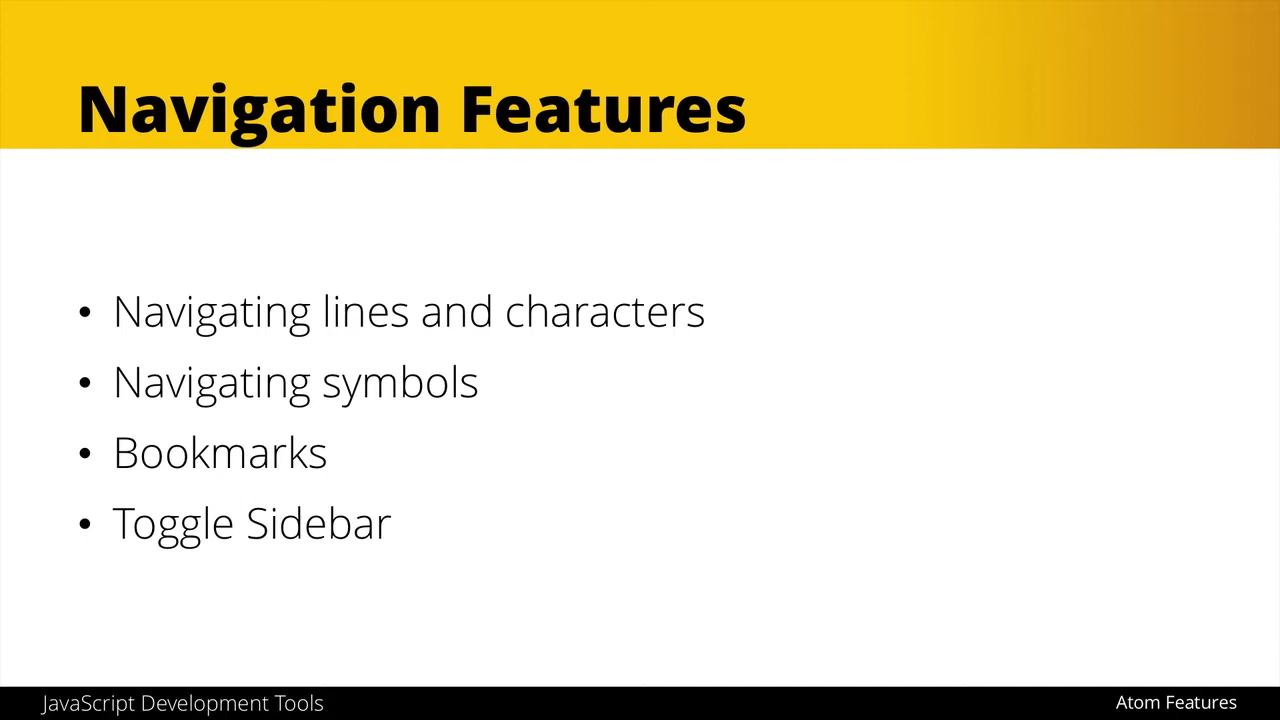 Navigation Features
• Navigating lines and characters
• Navigating symbols
• Bookmarks
• Toggle Sidebar
JavaScript Development Tools
Atom Features